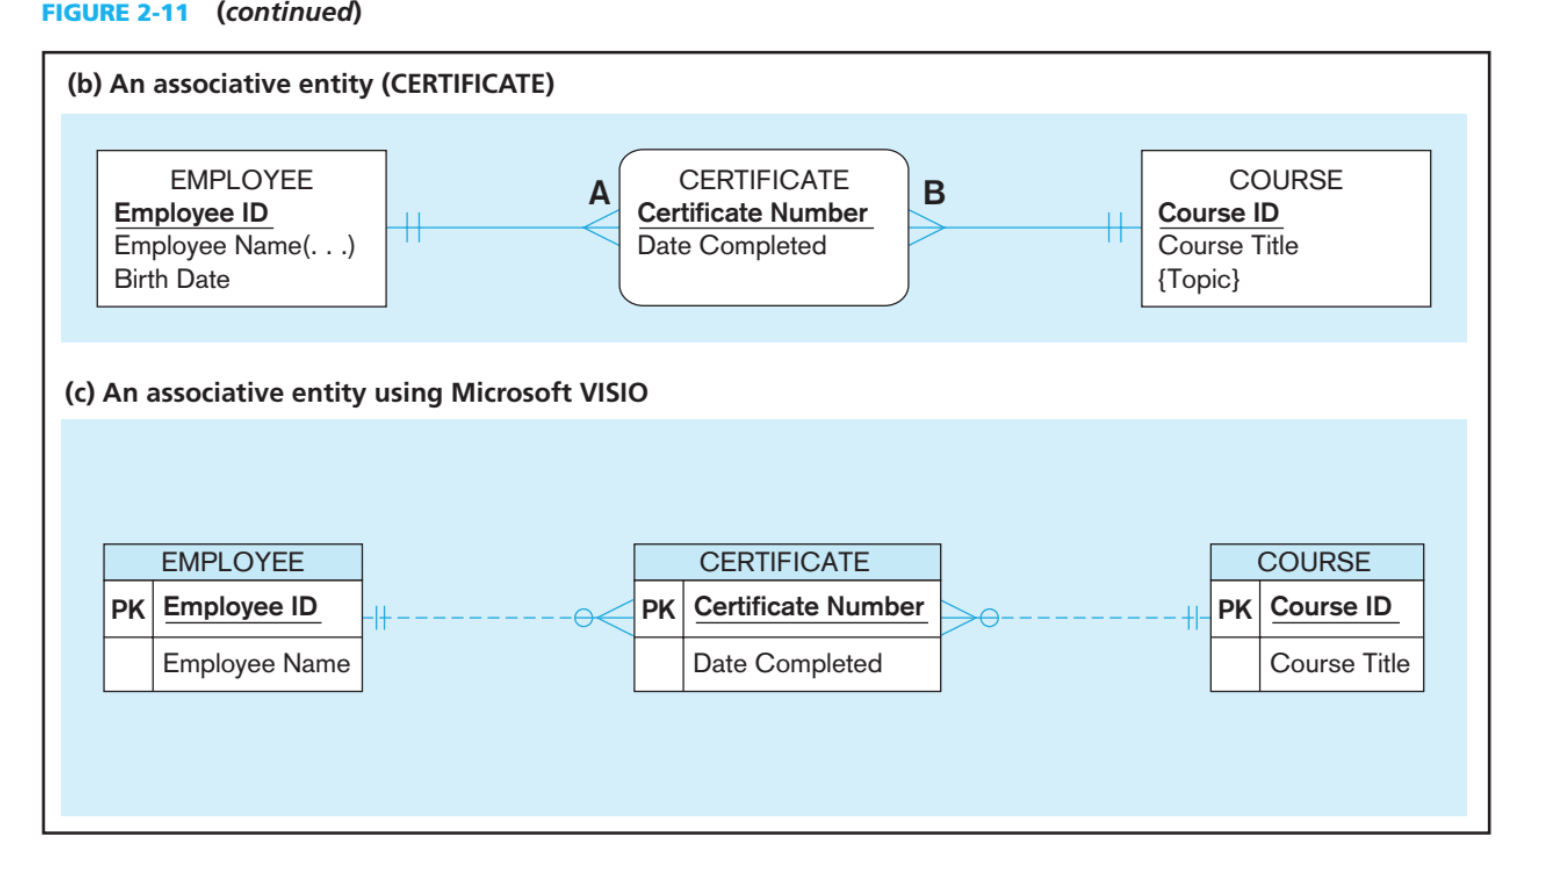 FIGURE 2-11 (continued)
(b) An associative entity (CERTIFICATE)
EMPLOYEE
Employee ID
Employee Name(. . .)
Birth Date
A
CERTIFICATE
Certificate Number
Date Completed
B
COURSE
Course ID
Course Title
{Topic}
(c) An associative entity using Microsoft VISIO
EMPLOYEE
PK Employee ID
Employee Name
CERTIFICATE
PK Certificate Number
Date Completed
COURSE
PK Course ID
Course Title